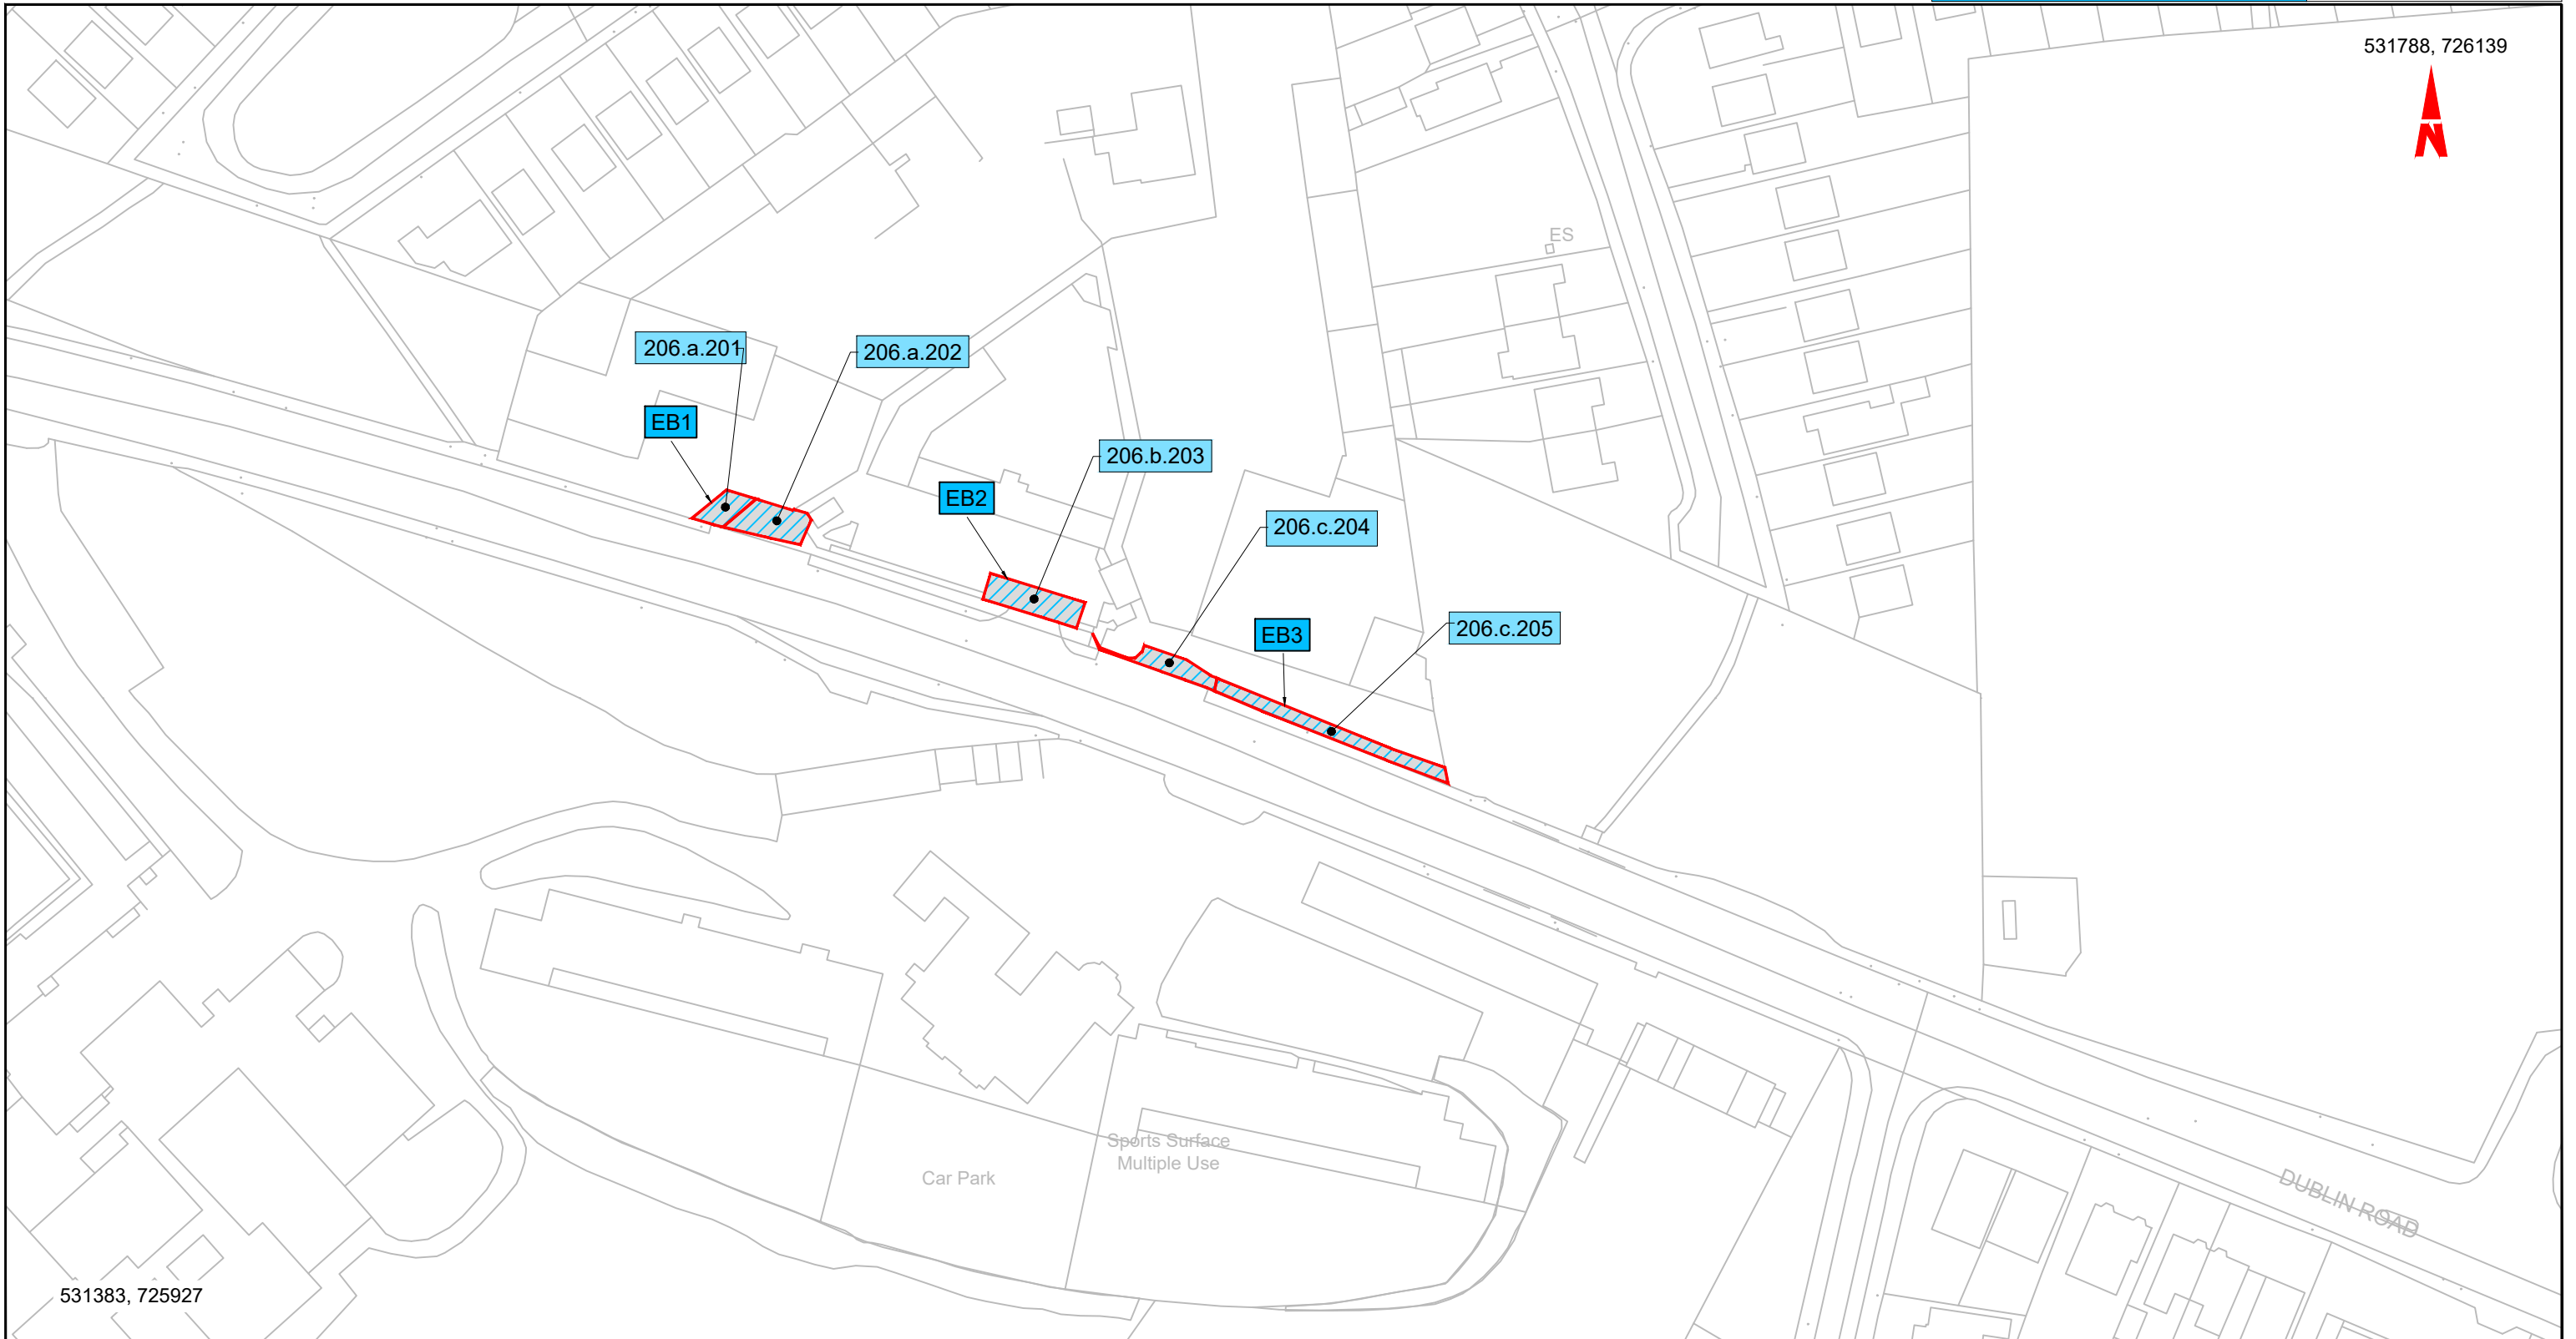 531788, 726139
N
ES
206.a.201
206.a.202
EB1
206.b.203
EB2
206.c.204
EB3
206.c.205
Sports Surface
Multiple Use
Car Park
DUBLIN ROAD
531383, 725927